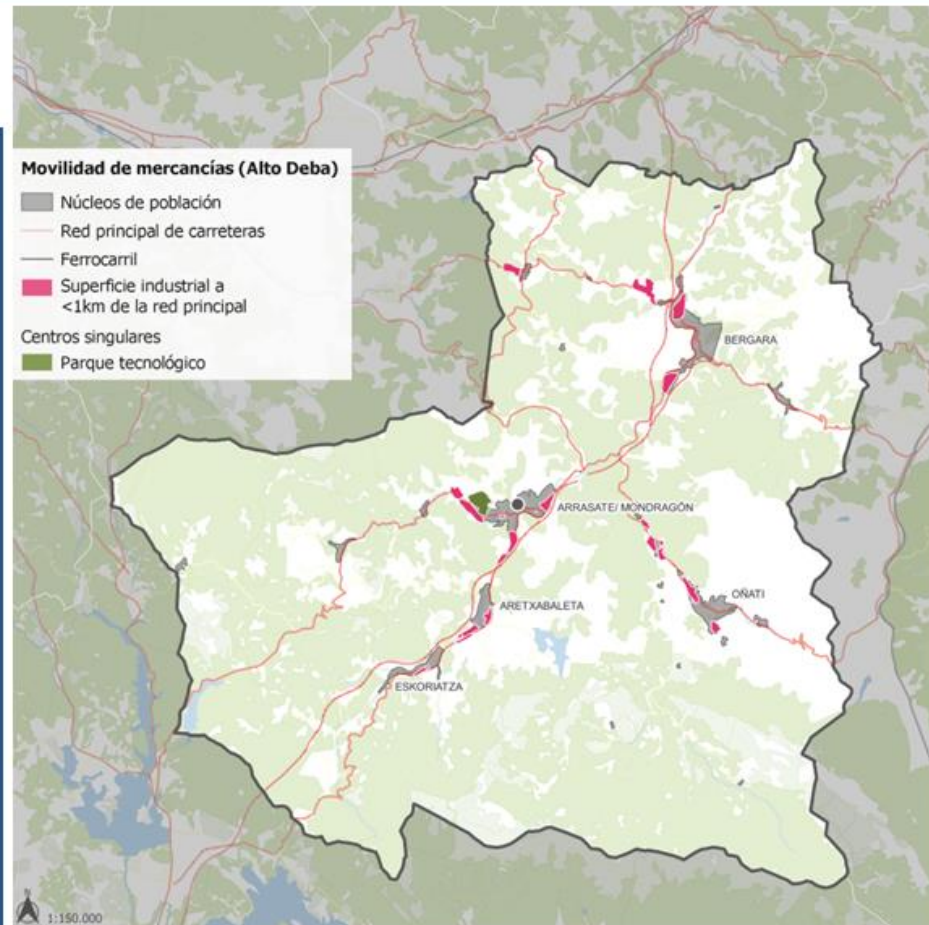 Movilidad de mercancías (Alto Deba)
Núcleos de población
Red principal de carreteras
Ferrocarril
Superficie industrial a
<1km de la red principal
Centros singulares
Parque tecnológico
BERGARA
ARRASATE/ MONDRAGÓN
OÑATI
ARETXABALETA
ESKORIATZA
1:150.000